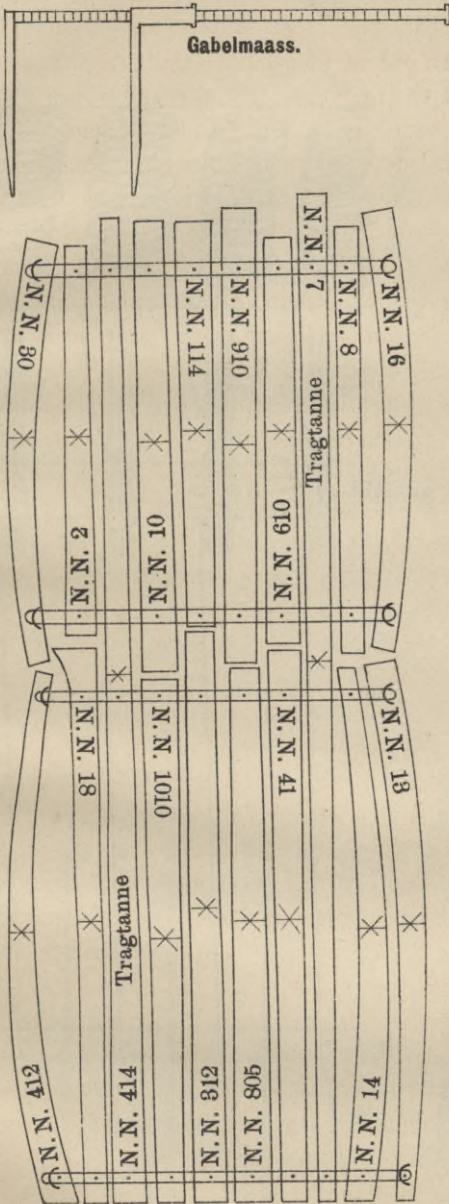 Gabelmaass.
N. N. 30
N. N. 2
N. N. 10
N. N. 114
N. N. 910
N. N. 610
N. N. 7
Tragtanne
N. N. 8
N N. 16
N. N. 412
N. N. 18
Tragtanne
N. N. 414
N. N. 1010
N. N. 312
N. N. 805
N. N. 41
N. N. 14
N. N. 13